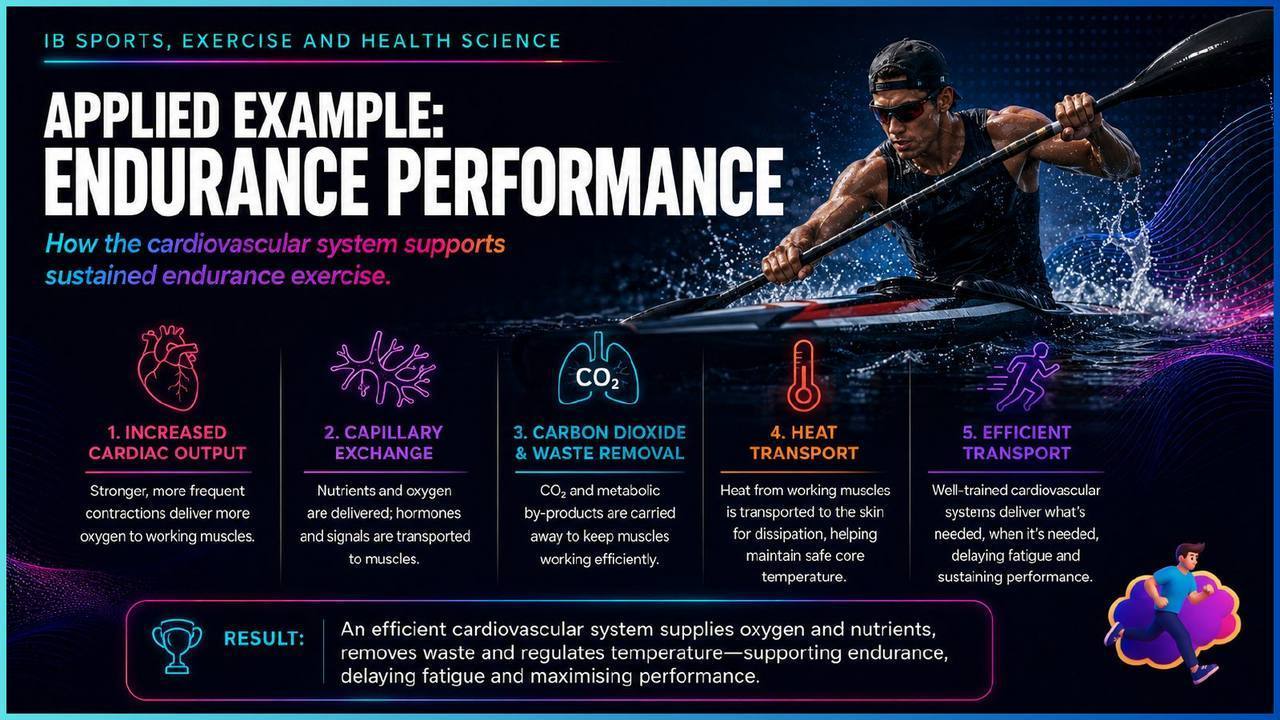 IB SPORTS, EXERCISE AND HEALTH SCIENCE
APPLIED EXAMPLE:
ENDURANCE PERFORMANCE
How the cardiovascular system supports
sustained endurance exercise.
1. INCREASED
CARDIAC OUTPUT
Stronger, more frequent
contractions deliver more
oxygen to working muscles.
2. CAPILLARY
EXCHANGE
Nutrients and oxygen
are delivered; hormones
and signals are transported
to muscles.
CO₂
3. CARBON DIOXIDE
& WASTE REMOVAL
CO₂ and metabolic
by-products are carried
away to keep muscles
working efficiently.
4. HEAT
TRANSPORT
Heat from working muscles
is transported to the skin
for dissipation, helping
maintain safe core
temperature.
5. EFFICIENT
TRANSPORT
Well-trained cardiovascular
systems deliver what's
needed, when it's needed,
delaying fatigue and
sustaining performance.
RESULT:
An efficient cardiovascular system supplies oxygen and nutrients,
removes waste and regulates temperature—supporting endurance,
delaying fatigue and maximising performance.